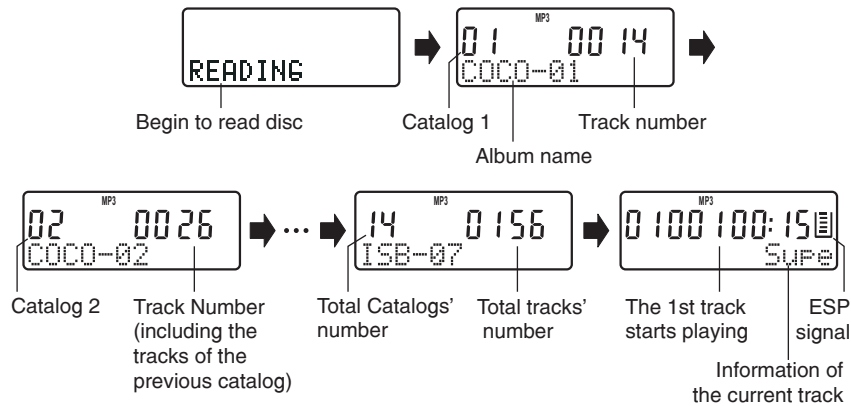 READING
MP3
01 0014
COCO-01
Begin to read disc
Catalog 1
Track number
Album name
MP3
02 0026
COCO-02
MP3
14 0156
ISB-07
MP3
0100100:15
Supe
Catalog 2
Track Number
(including the
tracks of the
previous catalog)
Total Catalogs'
number
Total tracks'
number
The 1st track
starts playing
ESP
signal
Information of
the current track